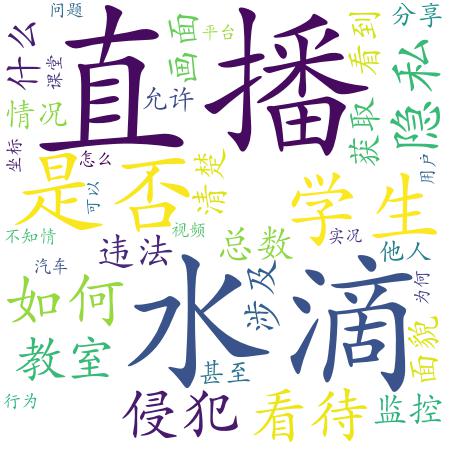 问题
什么
直播
画面
平台
看到
分享
隐私
课堂
允许
情况
获取
坐标
怎么
是否
清楚
学生
用户
可以
不知情
视频
违法
总数
实况
他人
汽车
如何
水滴
涉及
为何
教室
甚至
面貌
行为
侵犯
看待
监控